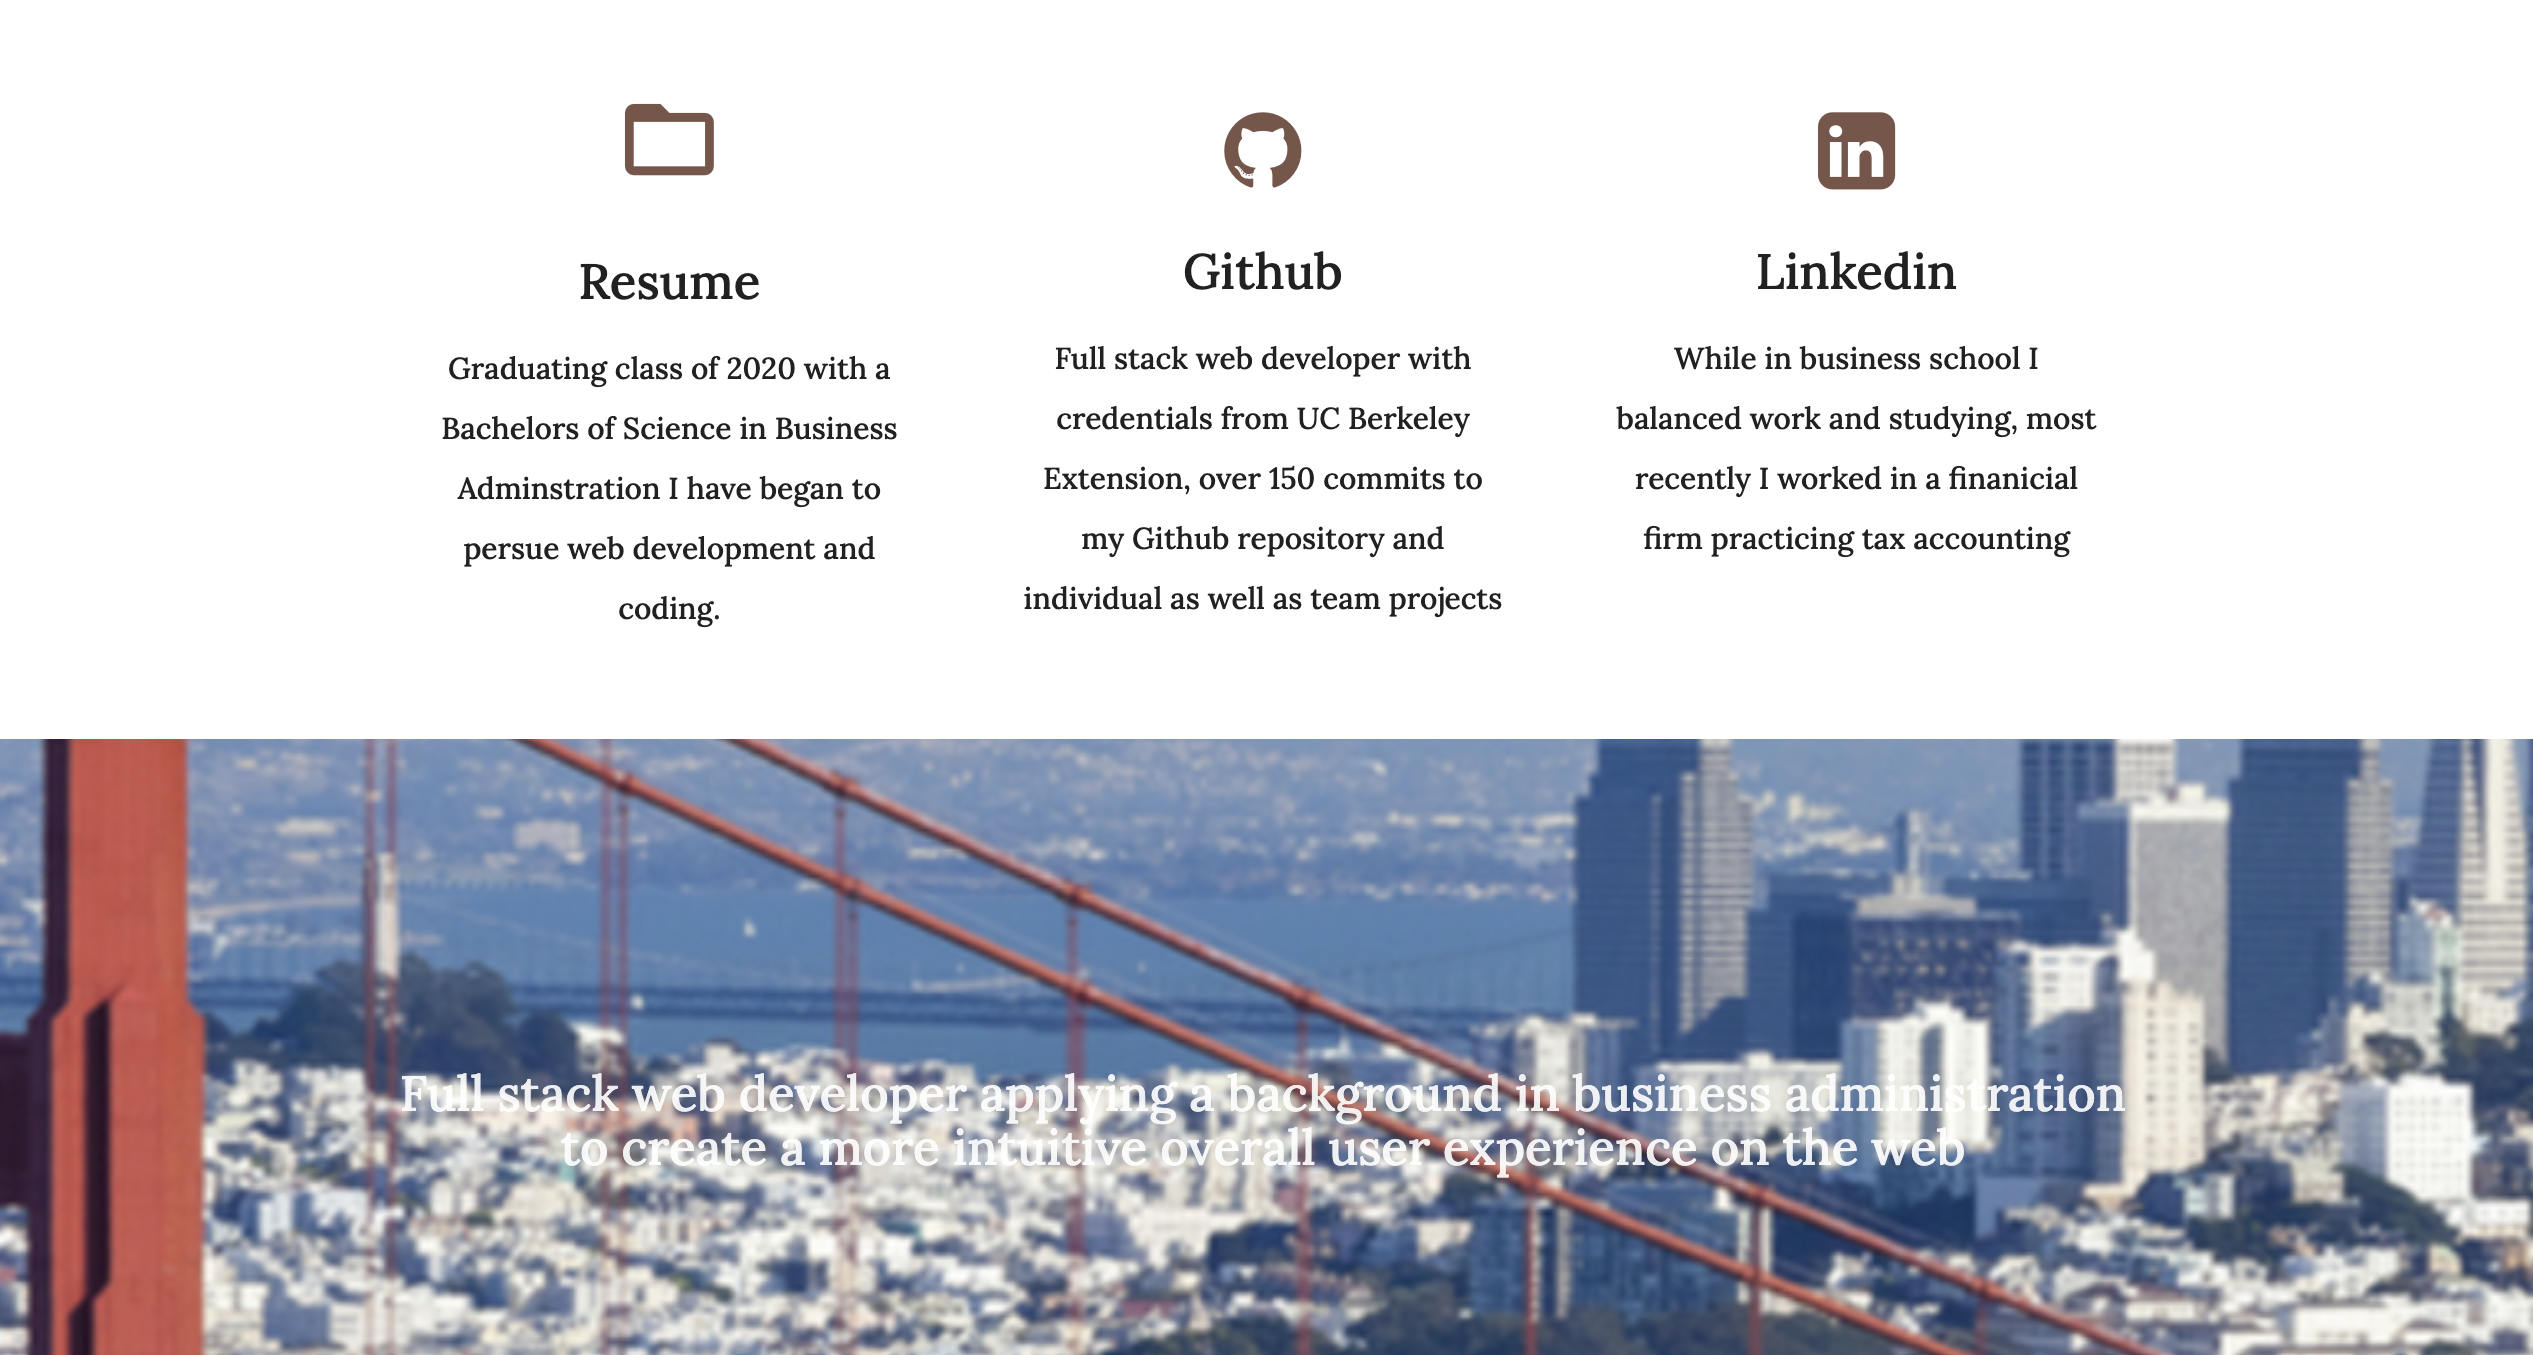 in
Resume
Graduating class of 2020 with a
Bachelors of Science in Business
Adminstration I have began to
persue web development and
coding.
Github
Full stack web developer with
credentials from UC Berkeley
Extension, over 150 commits to
my Github repository and
individual as well as team projects
Linkedin
While in business school I
balanced work and studying, most
recently I worked in a finanicial
firm practicing tax accounting
Full stack web developer applying a background in business administration
to create a more intuitive overall user experience on the web